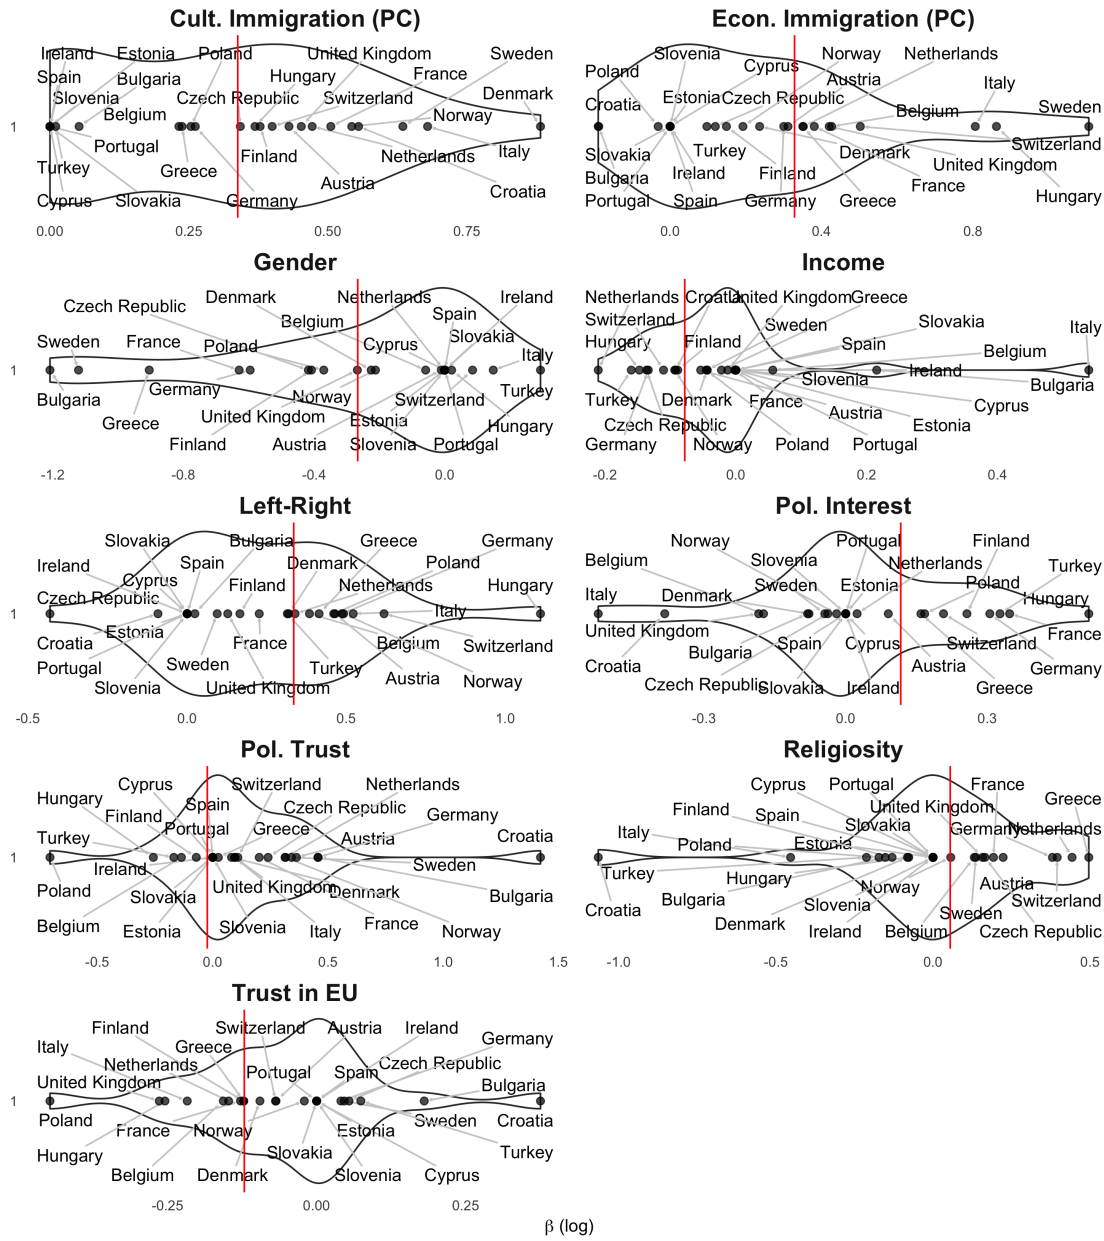 Cult. Immigration (PC)
Ireland Estonia Poland United Kingdom Sweden
Spain Bulgaria Hungary France
Slovenia Czech Republic Switzerland Denmark
Belgium Norway
1
Portugal Finland Netherlands Italy
Turkey Greece Austria Croatia
Cyprus Slovakia Germany
0.00 0.25 0.50 0.75
Econ. Immigration (PC)
Slovenia Norway Netherlands
Poland Cyprus Austria Italy
Croatia Estonia Czech Republic Belgium Sweden
1
Slovakia Turkey Denmark United Kingdom Switzerland
Bulgaria Ireland Finland France Hungary
Portugal Spain Germany Greece
0.0 0.4 0.8
Gender
Czech Republic Denmark Netherlands Ireland
Belgium Spain
Sweden France Poland Cyprus Slovakia Italy
1
Bulgaria Germany Norway Switzerland Turkey
Greece United Kingdom Estonia Hungary
Finland Austria Slovenia Portugal
-1.2 -0.8 -0.4 0.0
Income
Netherlands Croatia United Kingdom Greece
Switzerland Sweden Slovakia Italy
Hungary Finland Spain Belgium
Slovenia Ireland Bulgaria
Turkey Denmark France Austria Cyprus
Czech Republic Estonia
Germany Norway Poland Portugal
-0.2 0.0 0.2 0.4
Left-Right
Slovakia Bulgaria Greece Germany
Ireland Spain Denmark Poland
Cyprus Finland Netherlands Hungary
Czech Republic Italy
1
Croatia Estonia France Belgium Switzerland
Portugal Sweden Turkey Austria Norway
Slovenia United Kingdom
-0.5 0.0 0.5 1.0
Pol. Interest
Norway Portugal Finland
Belgium Slovenia Netherlands Turkey
Italy Denmark Sweden Estonia Poland Hungary
United Kingdom Spain Cyprus Switzerland France
Croatia Bulgaria Austria Germany
Czech Republic Slovakia Ireland Greece
-0.3 0.0 0.3
Pol. Trust
Cyprus Switzerland Netherlands
Hungary Spain Czech Republic
Finland Germany
Turkey Portugal Greece Austria Croatia
1
Ireland Sweden
Poland Slovakia United Kingdom Denmark Bulgaria
Belgium Estonia Slovenia Italy France Norway
-0.5 0.0 0.5 1.0 1.5
Religiosity
Cyprus Portugal France
Finland Spain United Kingdom Greece
Italy Slovakia Germany Netherlands
Poland Estonia
Turkey Hungary Norway Austria
Croatia Bulgaria Slovenia Sweden Switzerland
Denmark Ireland Belgium Czech Republic
-1.0 -0.5 0.0 0.5
Trust in EU
Finland Switzerland Austria Ireland
Italy Greece Germany
Netherlands Portugal Spain Czech Republic
United Kingdom Bulgaria
1
Poland France Norway Estonia Sweden Croatia
Hungary Slovakia Turkey
Belgium Denmark Slovenia Cyprus
-0.25 0.00 0.25
β (log)